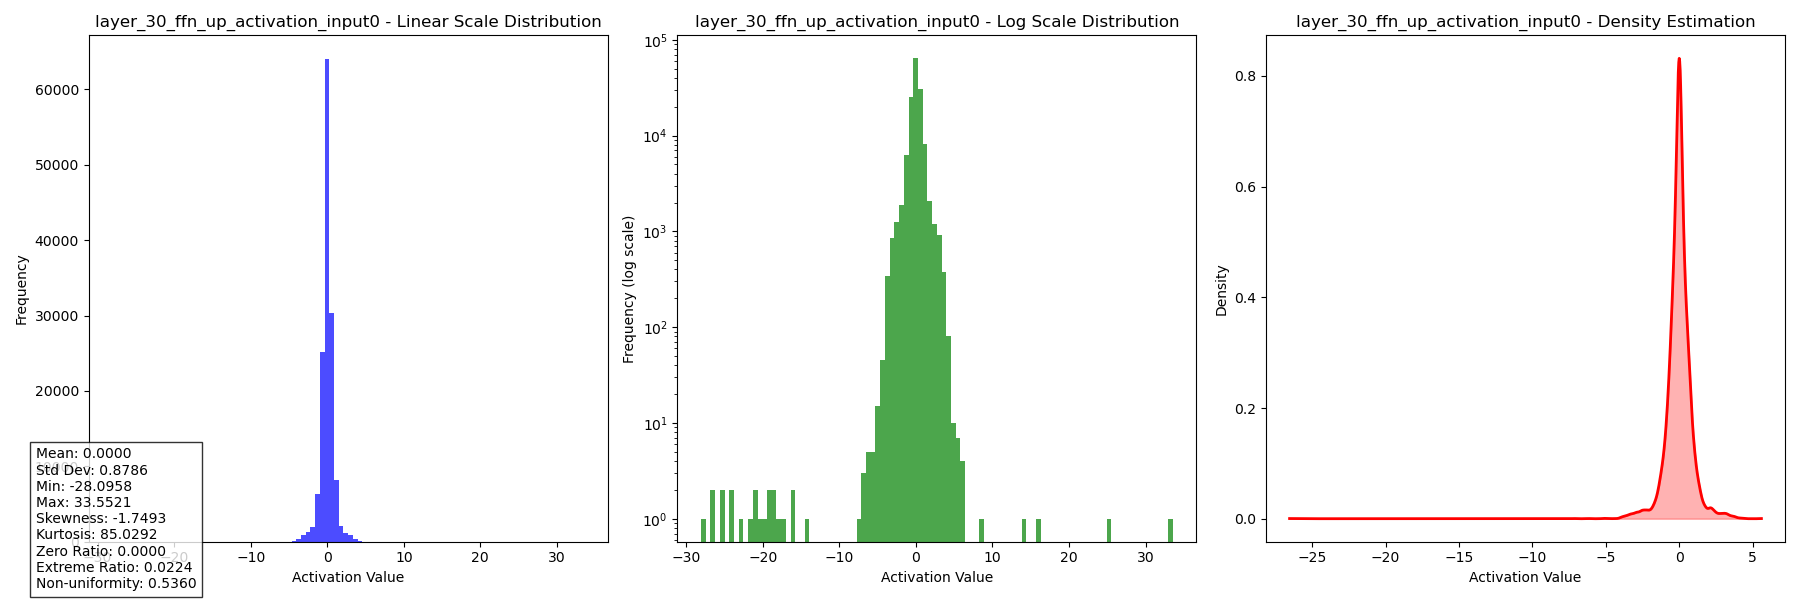 layer_30_ffn_up_activation_input0 - Linear Scale Distribution
60000
50000
40000
30000
20000
Frequency
−10
0
10
20
30
Activation Value
Mean: 0.0000
Std Dev: 0.8786
Min: -28.0958
Max: 33.5521
Skewness: -1.7493
Kurtosis: 85.0292
Zero Ratio: 0.0000
Extreme Ratio: 0.0224
Non-uniformity: 0.5360
layer_30_ffn_up_activation_input0 - Log Scale Distribution
10⁵
10⁴
10³
10²
10¹
10⁰
Frequency (log scale)
−30
−20
−10
0
10
20
30
Activation Value
layer_30_ffn_up_activation_input0 - Density Estimation
0.8
0.6
0.4
0.2
0.0
Density
−25
−20
−15
−10
−5
0
5
Activation Value